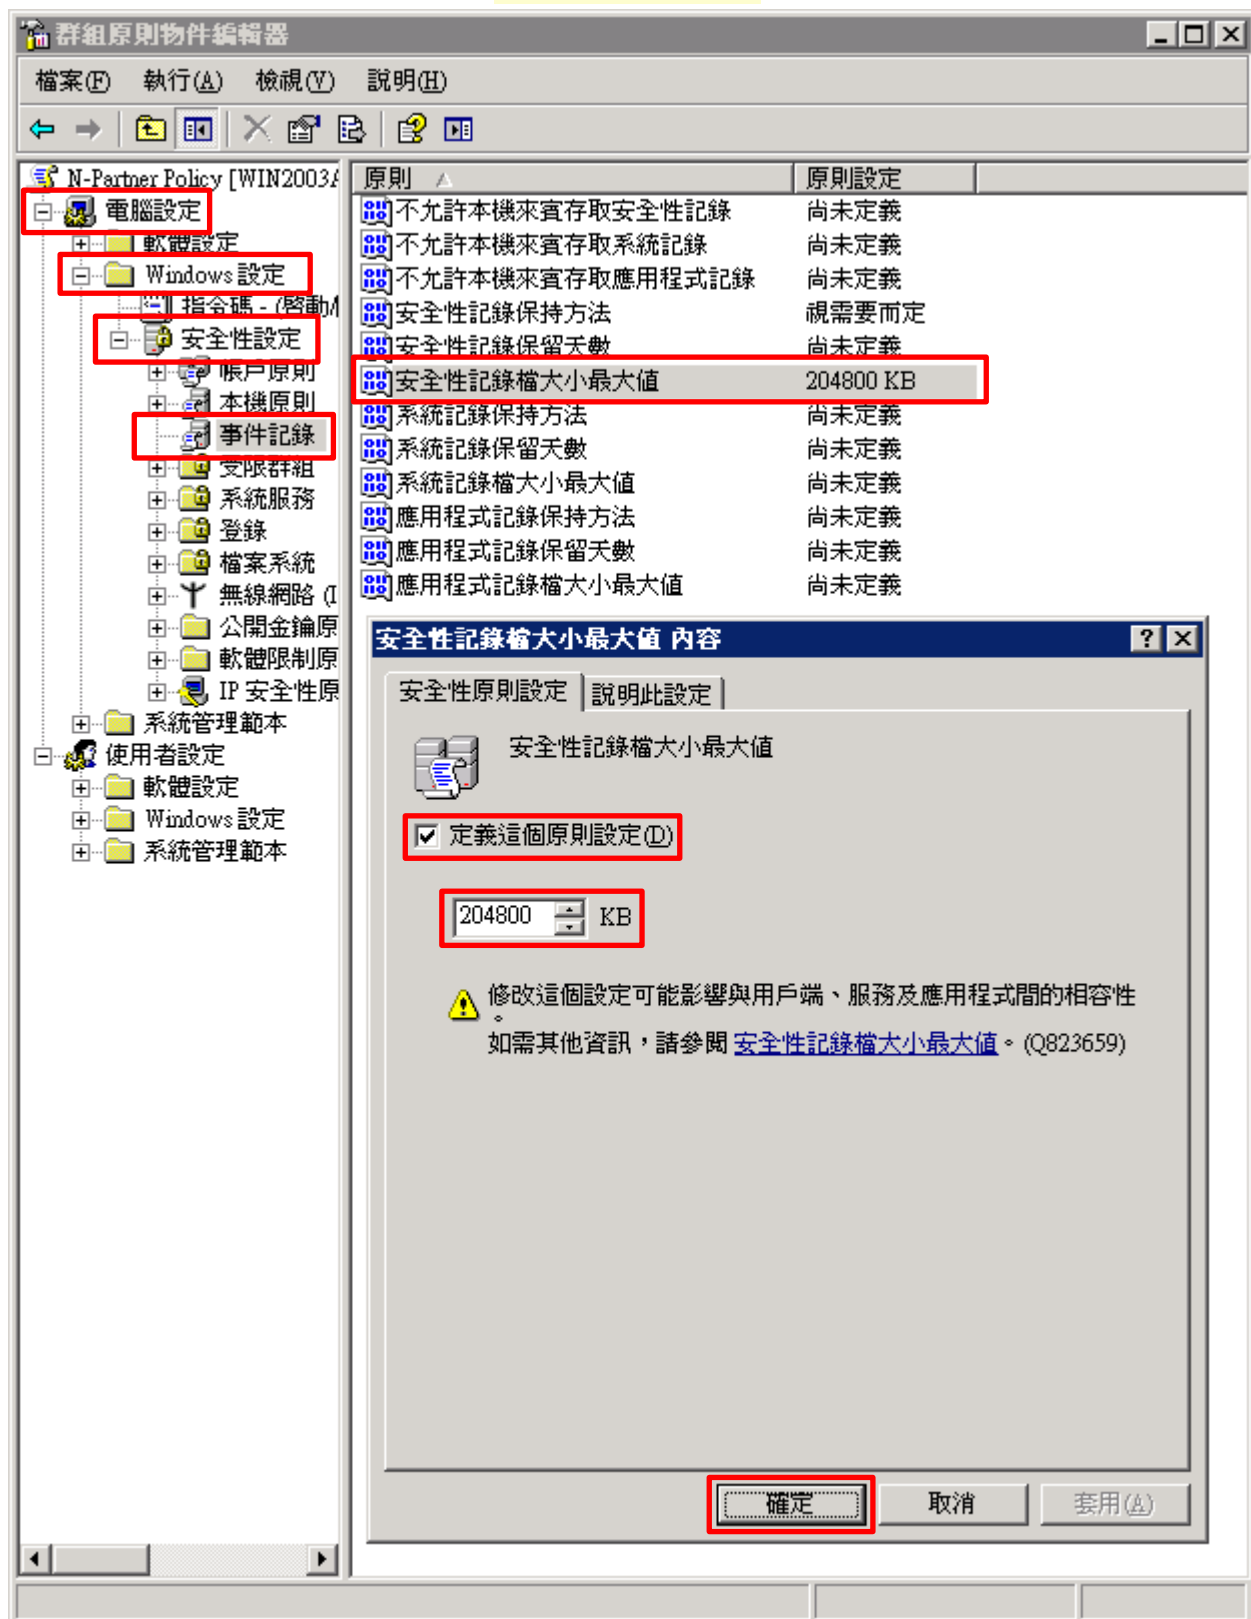 群組原則物件編輯器
檔案(F) 執行(A) 檢視(V) 說明(H)
N-Partner Policy [WIN2003A
電腦設定
軟體設定
Windows 設定
指令碼 - (啓動/
安全性設定
帳戶原則
本機原則
事件記錄
受限群組
系統服務
登錄
檔案系統
無線網路 (I
公開金鑰原
軟體限制原
IP 安全性原
系統管理範本
使用者設定
軟體設定
Windows 設定
系統管理範本
原則 原則設定
不允許本機來賓存取安全性記錄 尚未定義
不允許本機來賓存取系統記錄 尚未定義
不允許本機來賓存取應用程式記錄 尚未定義
安全性記錄保持方法 視需要而定
安全性記錄保留天數 尚未定義
安全性記錄檔大小最大值 204800 KB
系統記錄保持方法 尚未定義
系統記錄保留天數 尚未定義
系統記錄檔大小最大值 尚未定義
應用程式記錄保持方法 尚未定義
應用程式記錄保留天數 尚未定義
應用程式記錄檔大小最大值 尚未定義
安全性記錄檔大小最大值 內容
安全性原則設定 說明此設定
安全性記錄檔大小最大值
定義這個原則設定(D)
204800 KB
修改這個設定可能影響與用戶端、服務及應用程式間的相容性
。
如需其他資訊，請參閱 安全性記錄檔大小最大值。(Q823659)
確定 取消 套用(A)